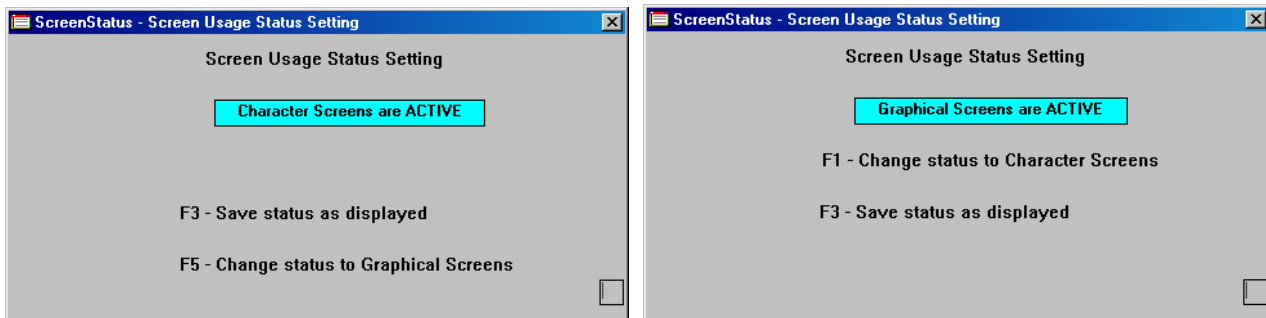 ScreenStatus - Screen Usage Status Setting
Screen Usage Status Setting
Character Screens are ACTIVE
F3 - Save status as displayed
F5 - Change status to Graphical Screens
ScreenStatus - Screen Usage Status Setting
Screen Usage Status Setting
Graphical Screens are ACTIVE
F1 - Change status to Character Screens
F3 - Save status as displayed